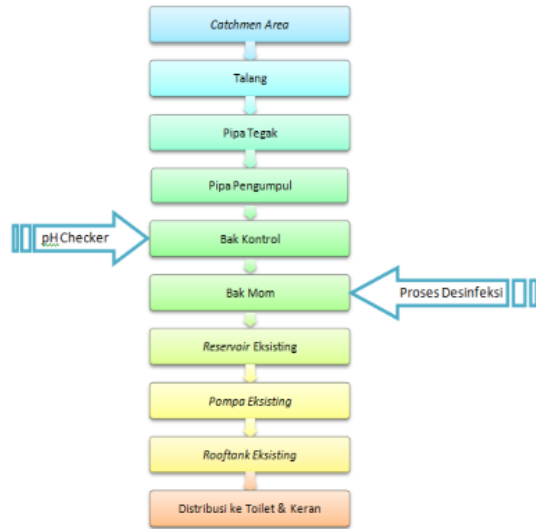 Catchmen Area
Talang
Pipa Tegak
Pipa Pengumpul
pH Checker
Bak Kontrol
Bak Mom
Proses Desinfeksi
Reservoir Eksisting
Pompa Eksisting
Rooftank Eksisting
Distribusi ke Toilet & Keran